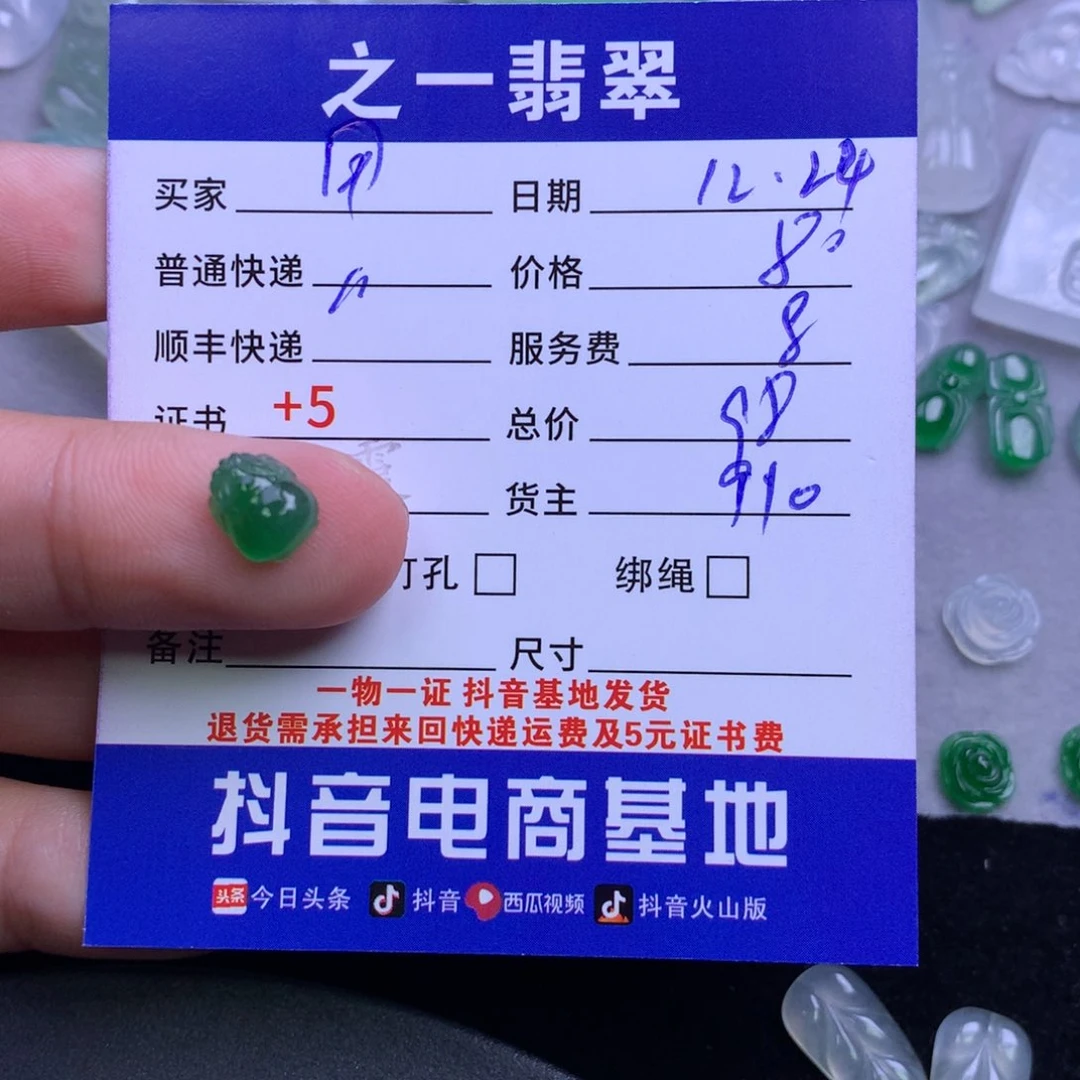 之一翡翠
买家 日期 12.24
普通快递 价格 80
顺丰快递 服务费 8
证书 +5 总价
货主 910
打孔 绑绳
备注 尺寸
一物一证 抖音基地发货
退货需承担来回快递运费及5元证书费
抖音电商基地
头条 今日头条 抖音 西瓜视频 抖音火山版